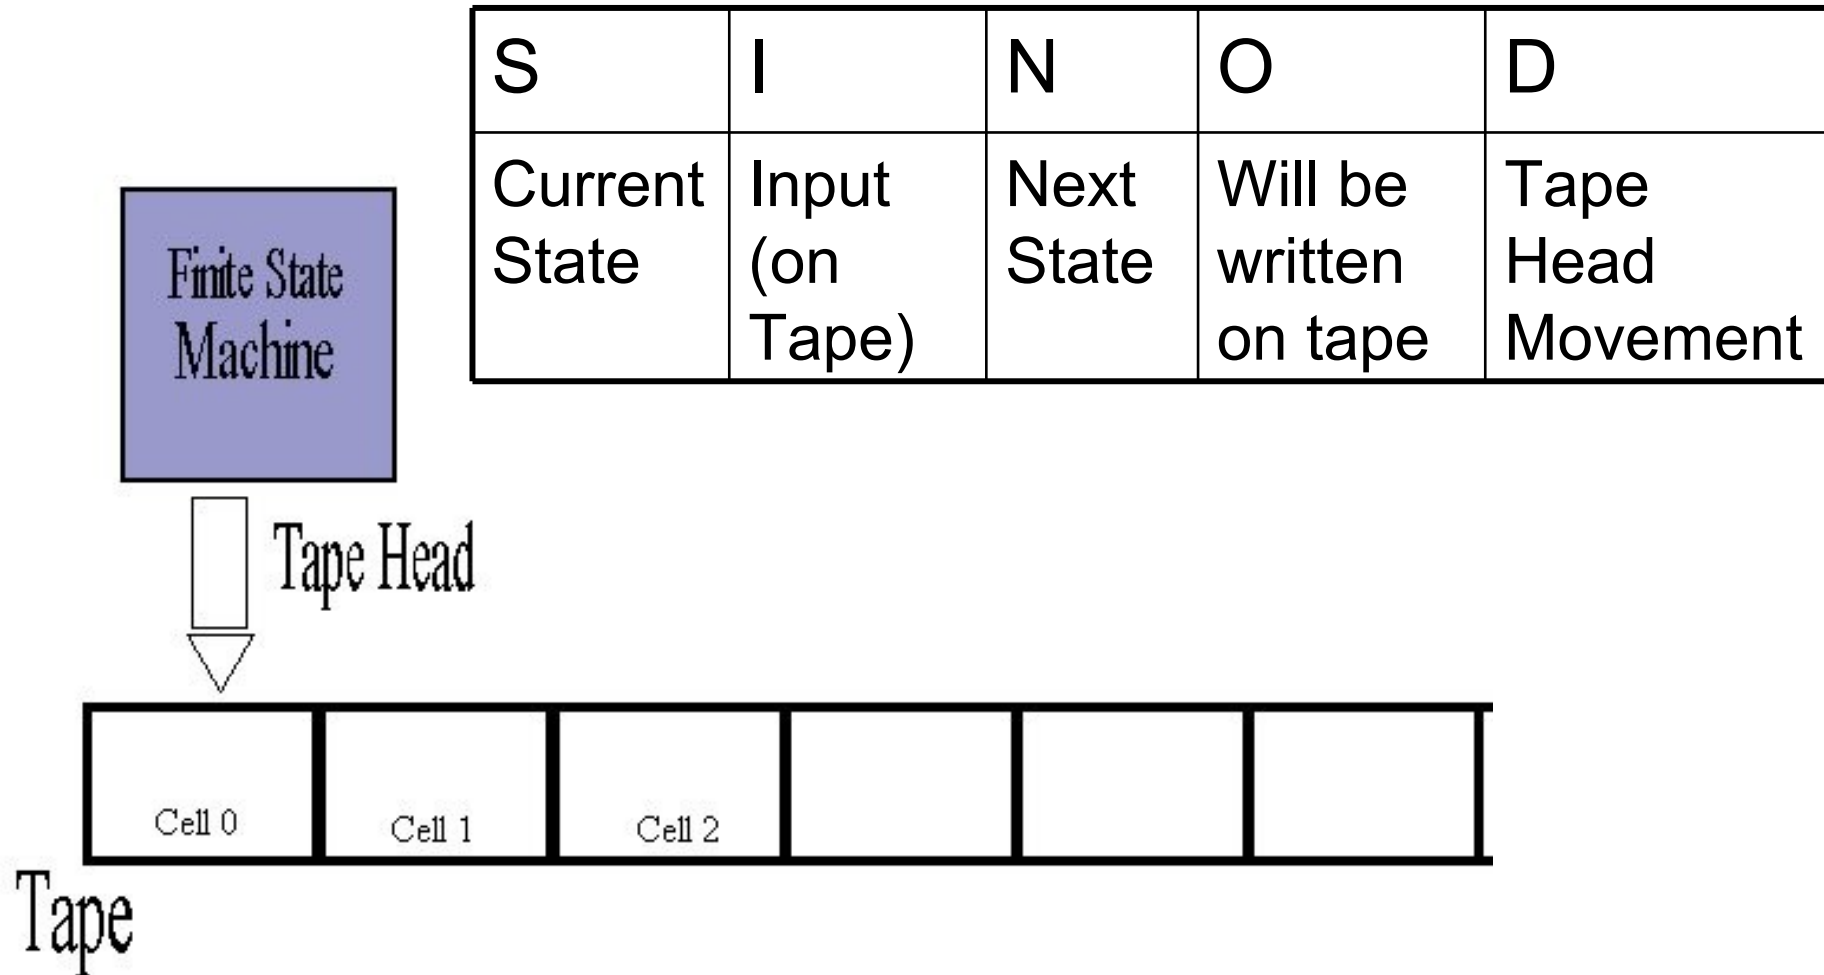 S I N O D
Current Input Next Will be Tape
State (on State written Head
Tape) on tape Movement
Finite State
Machine
Tape Head
Cell 0 Cell 1 Cell 2
Tape